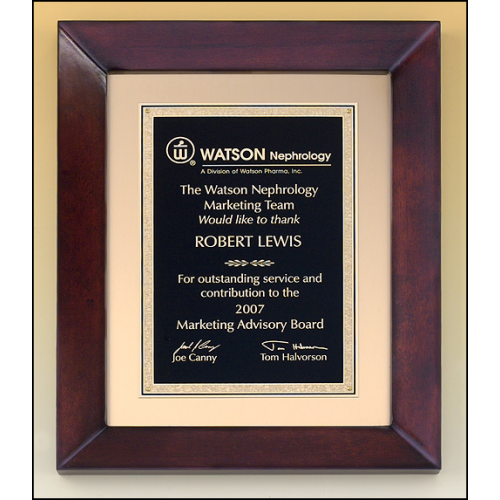 WATSON Nephrology
A Division of Watson Pharma, Inc.
The Watson Nephrology
Marketing Team
Would like to thank
ROBERT LEWIS
For outstanding service and
contribution to the
2007
Marketing Advisory Board
Joe Canny Tom Halvorson